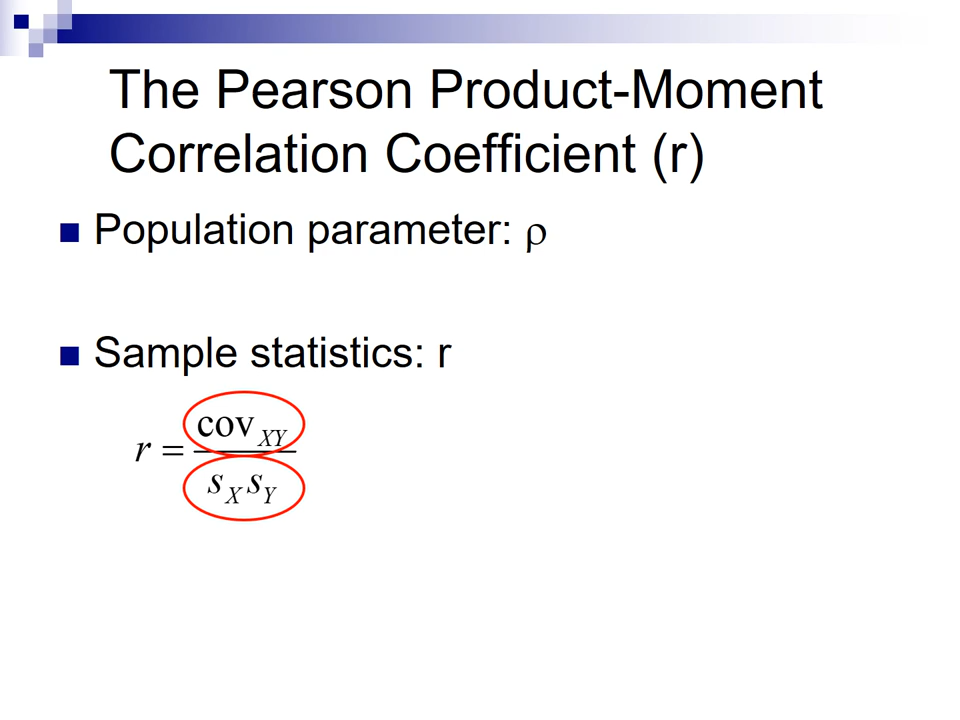 The Pearson Product-Moment
Correlation Coefficient (r)
Population parameter: ρ
Sample statistics: r
r = cov_XY / s_X s_Y